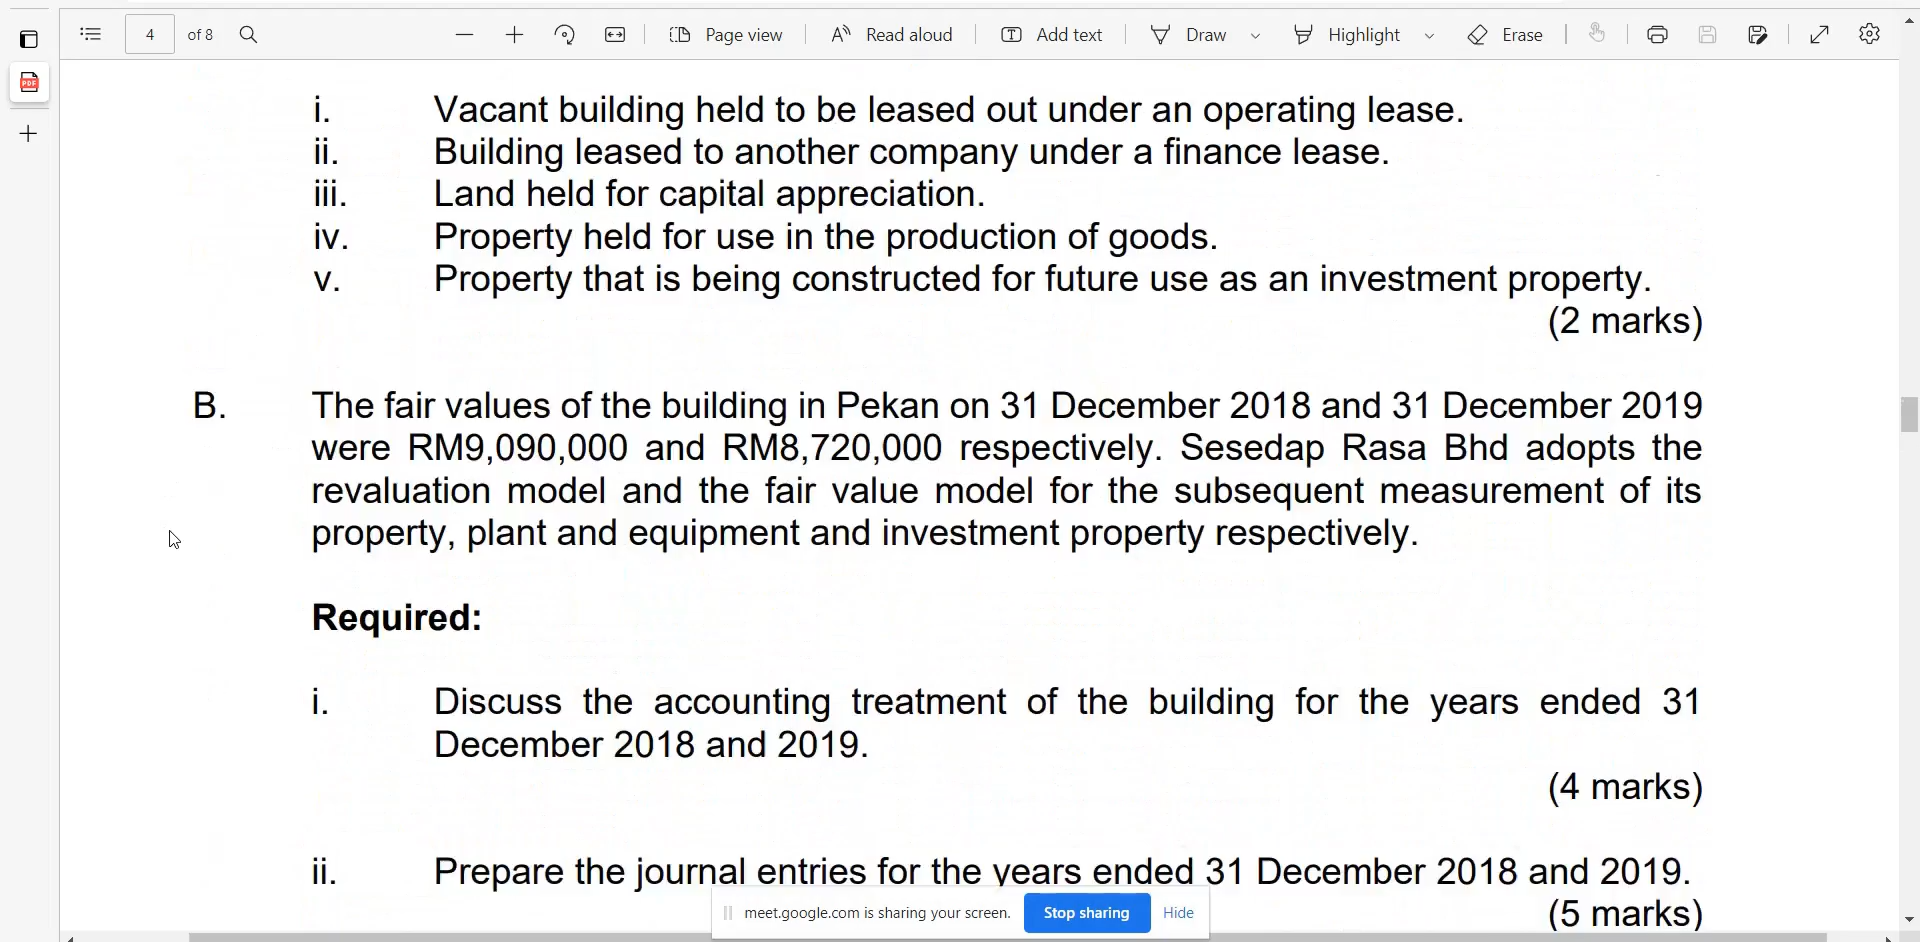 4 of 8 Page view Read aloud Add text Draw Highlight Erase
PDF
i. Vacant building held to be leased out under an operating lease.
ii. Building leased to another company under a finance lease.
iii. Land held for capital appreciation.
iv. Property held for use in the production of goods.
v. Property that is being constructed for future use as an investment property.
(2 marks)
B. The fair values of the building in Pekan on 31 December 2018 and 31 December 2019
were RM9,090,000 and RM8,720,000 respectively. Sesedap Rasa Bhd adopts the
revaluation model and the fair value model for the subsequent measurement of its
property, plant and equipment and investment property respectively.
Required:
i. Discuss the accounting treatment of the building for the years ended 31
December 2018 and 2019.
(4 marks)
ii. Prepare the journal entries for the years ended 31 December 2018 and 2019.
(5 marks)
meet.google.com is sharing your screen. Stop sharing Hide